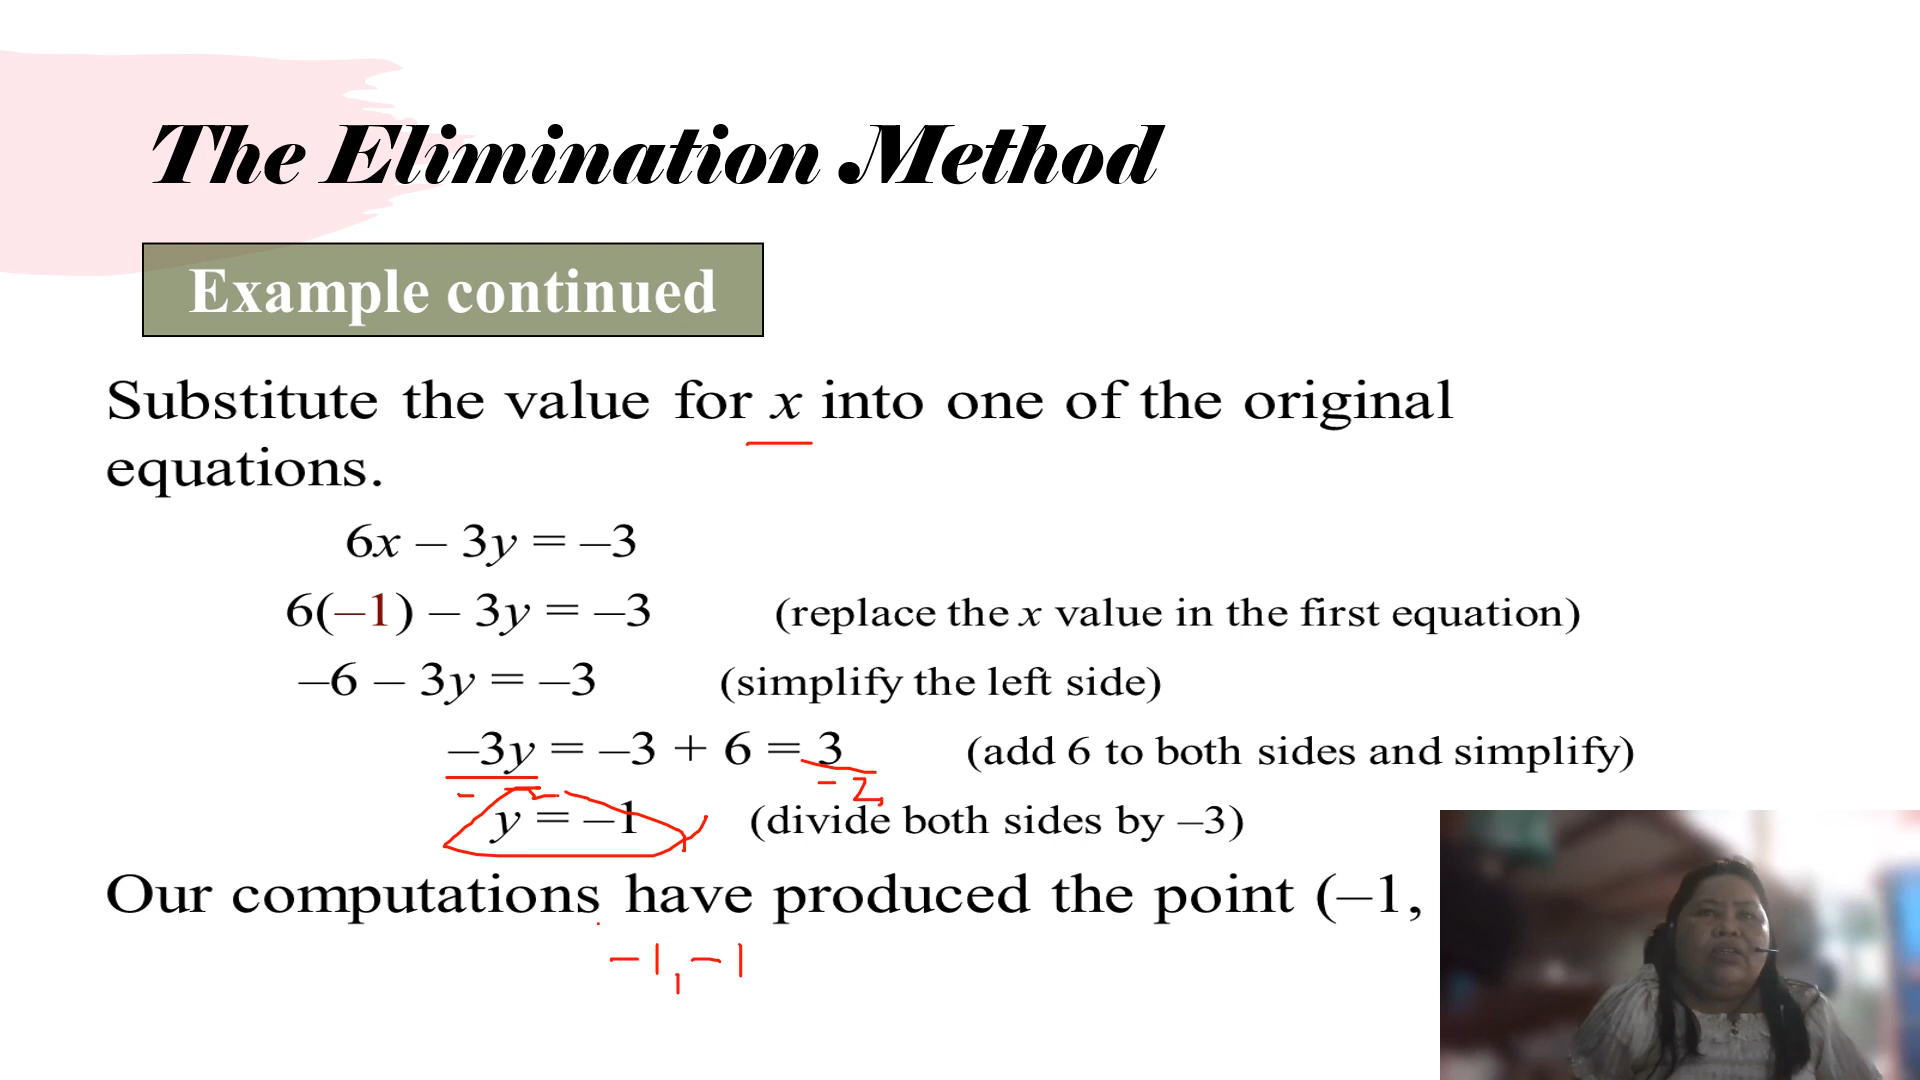 The Elimination Method
Example continued
Substitute the value for x into one of the original
equations.
6x – 3y = –3
6(–1) – 3y = –3 (replace the x value in the first equation)
–6 – 3y = –3 (simplify the left side)
–3y = –3 + 6 = 3 (add 6 to both sides and simplify)
y = –1 (divide both sides by –3)
Our computations have produced the point (–1,
-1, -1